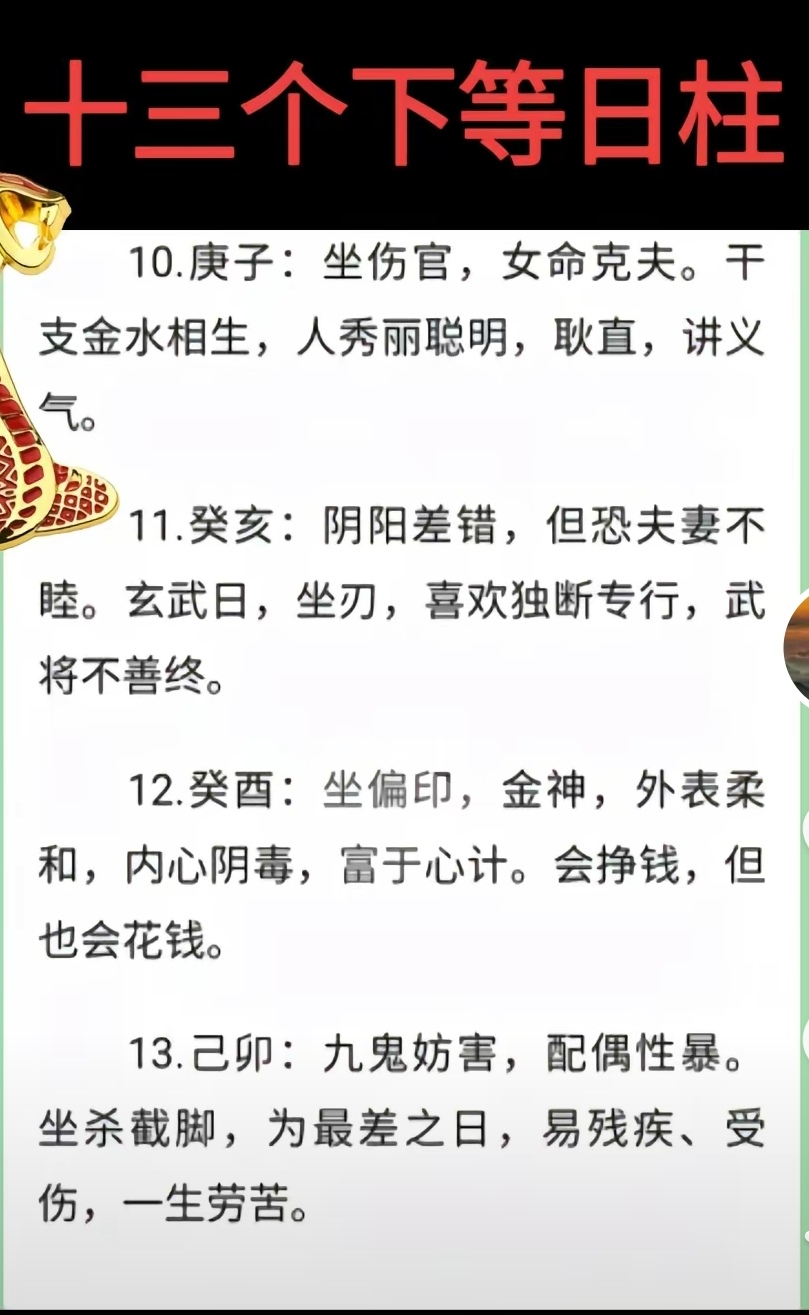 十三个下等日柱
10.庚子：坐伤官，女命克夫。干
支金水相生，人秀丽聪明，耿直，讲义
气。
11.癸亥：阴阳差错，但恐夫妻不
睦。玄武日，坐刃，喜欢独断专行，武
将不善终。
12.癸酉：坐偏印，金神，外表柔
和，内心阴毒，富于心计。会挣钱，但
也会花钱。
13.己卯：九鬼妨害，配偶性暴。
坐杀截脚，为最差之日，易残疾、受
伤，一生劳苦。